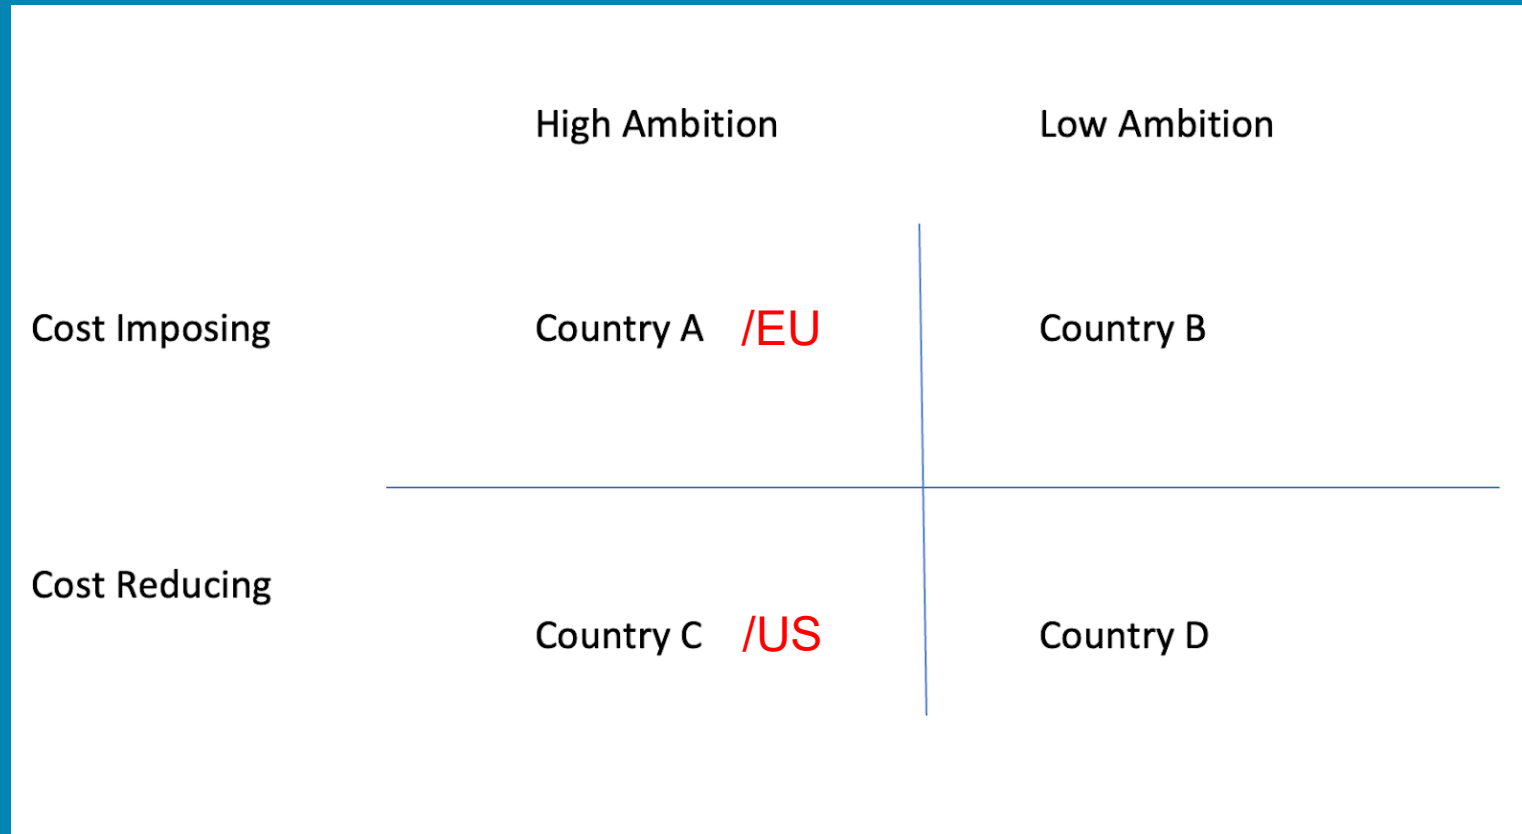 High Ambition Low Ambition
Cost Imposing Country A /EU Country B
Cost Reducing
Country C /US Country D